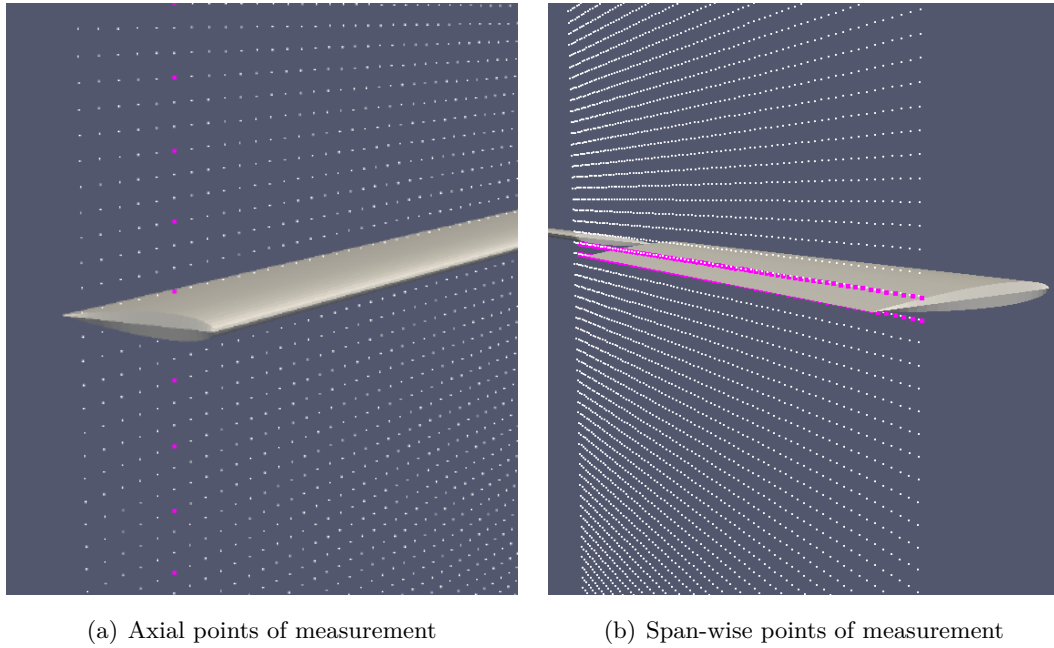 (a) Axial points of measurement
(b) Span-wise points of measurement